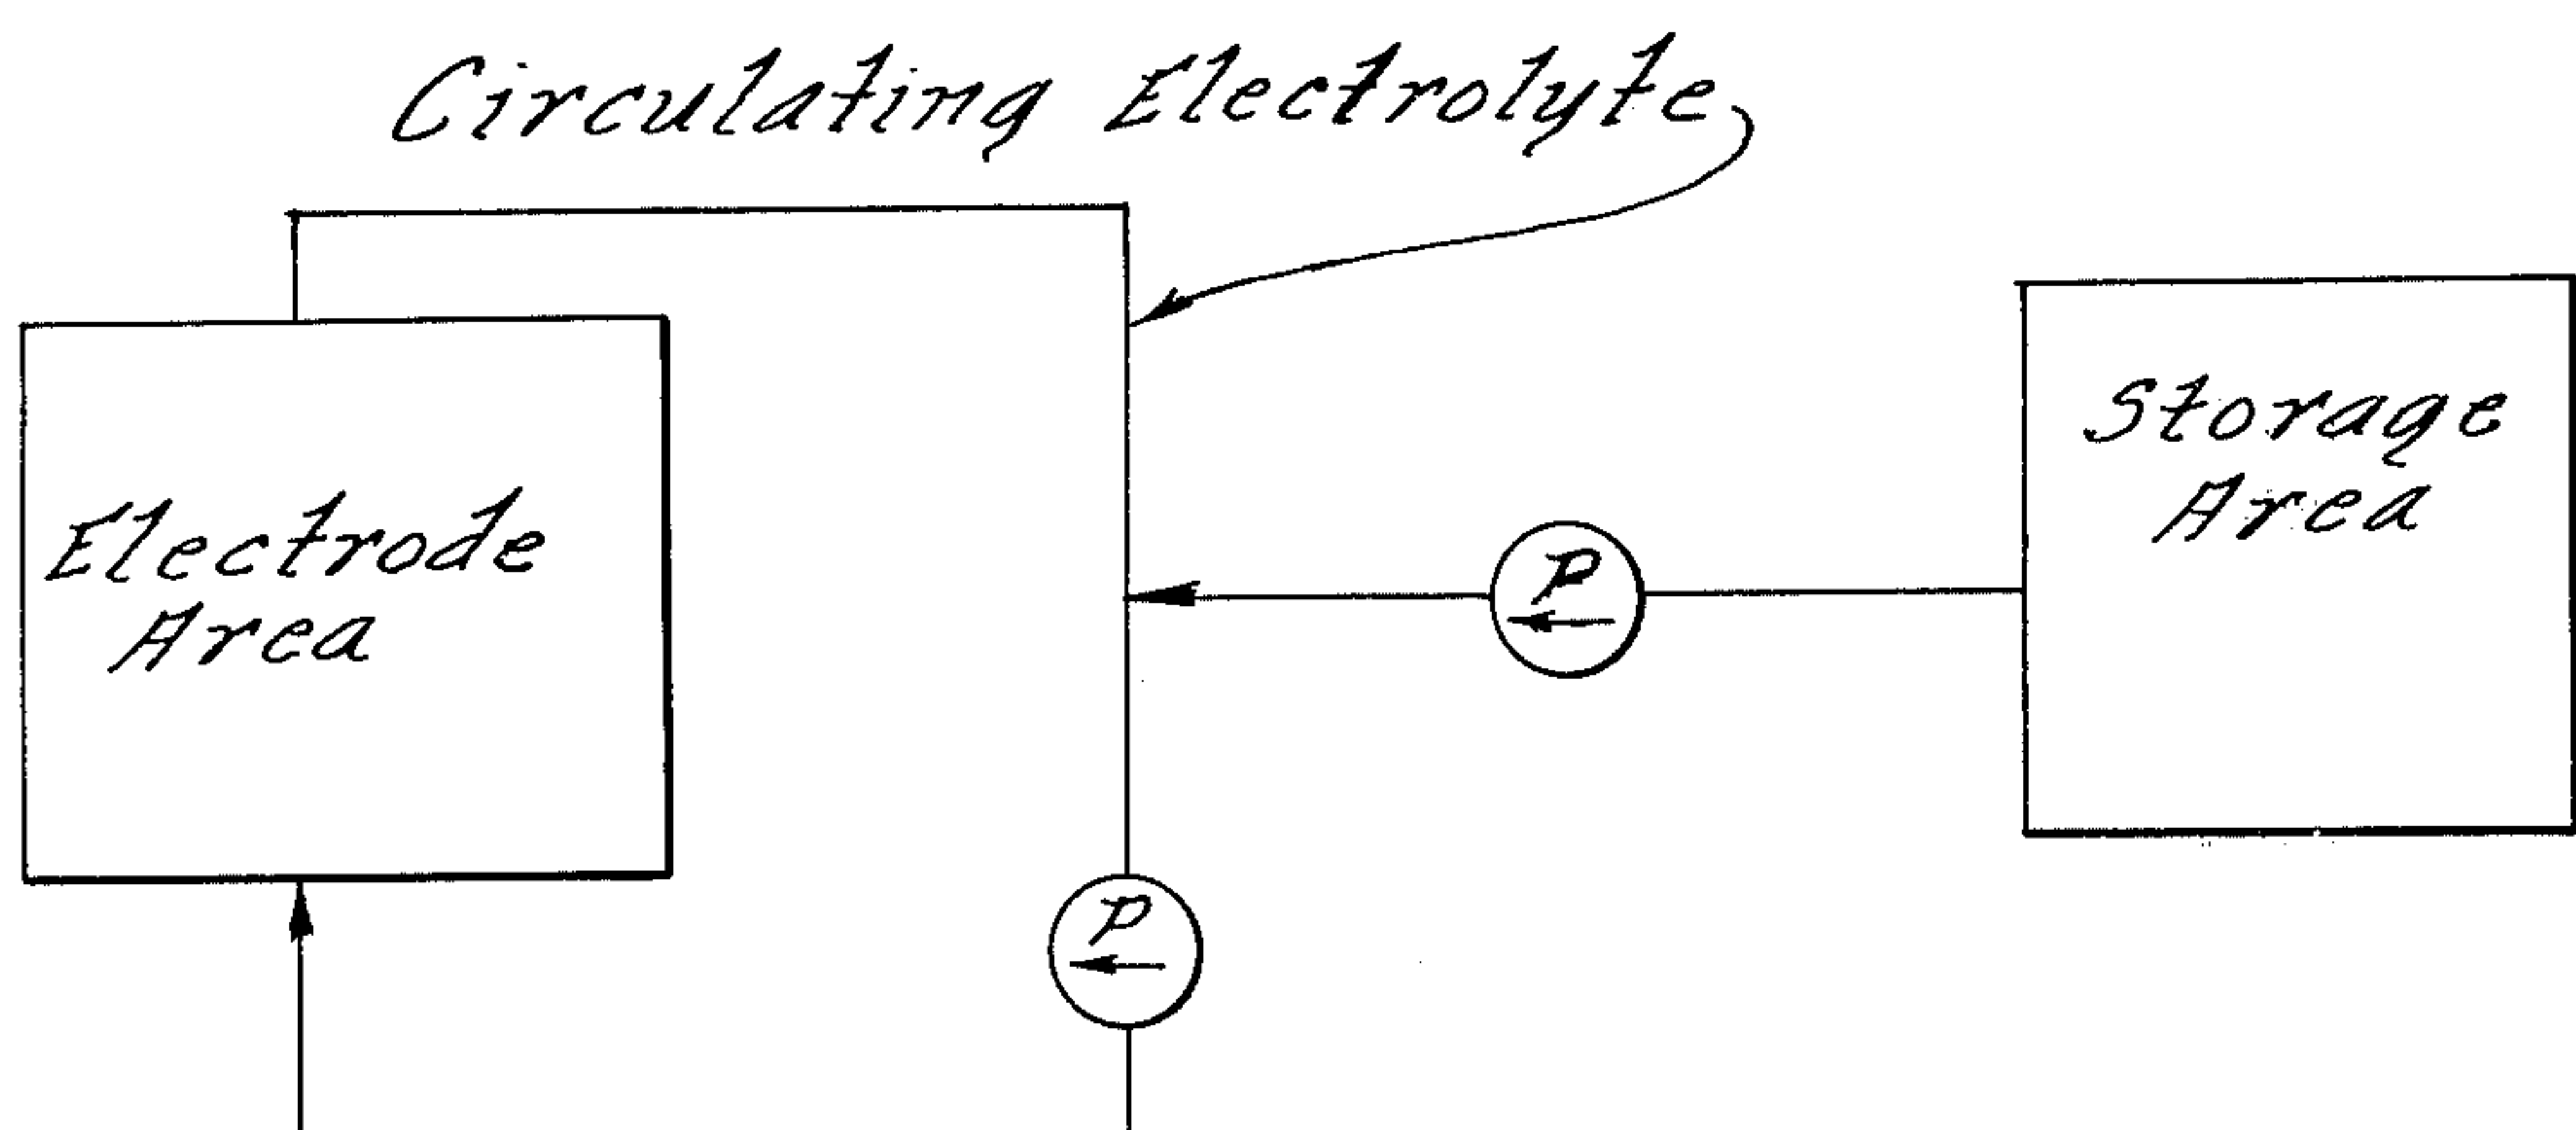 Circulating Electrolyte
Storage
Area
Electrode
Area
P
P